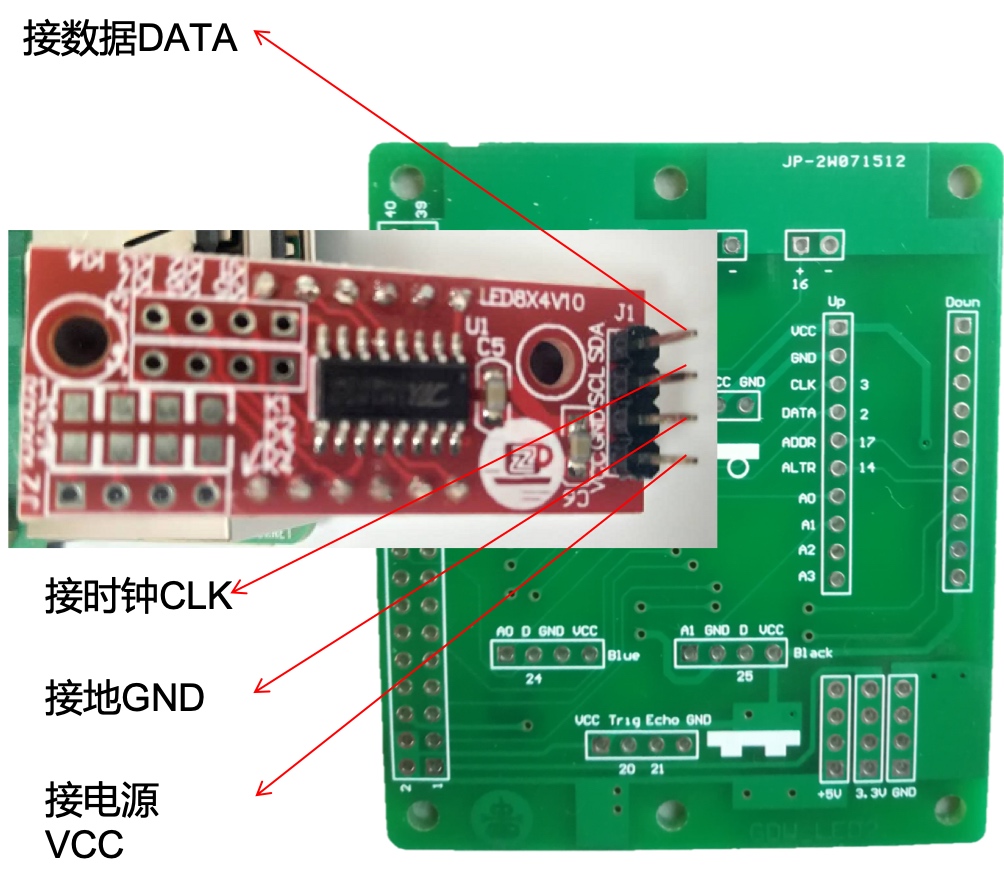 接数据DATA
JP-2W071512
40
39
-
+
-
16
Up
Down
LED8X4V10
J1
U1
C5
SDA
SCL
GND
VCC
C6
J2
VCC
GND
CLK
3
DATA
2
ADDR
17
ALTR
14
A0
A1
A2
A3
CC GND
接时钟CLK
A0 D GND VCC
Blue
24
A1 GND D VCC
Black
25
接地GND
VCC Trig Echo GND
20 21
2
1
+5V 3.3V GND
接电源
VCC